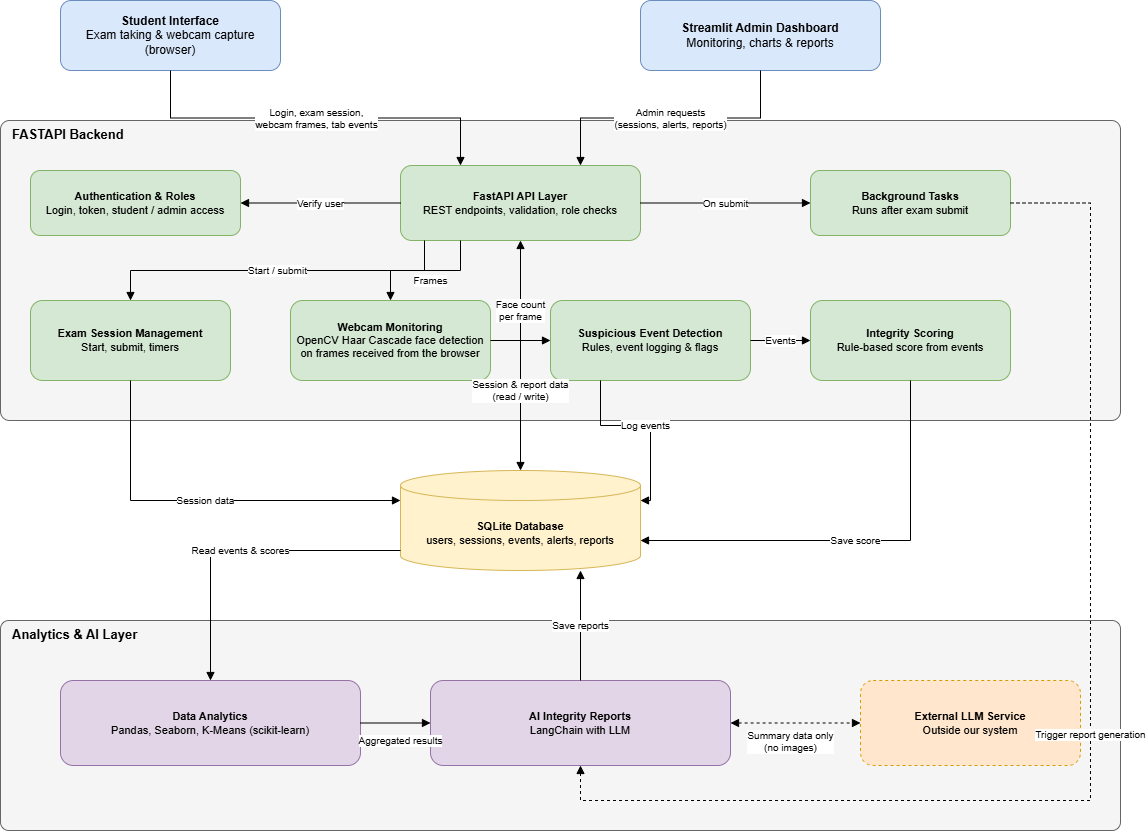 Student Interface
Exam taking & webcam capture
(browser)
Streamlit Admin Dashboard
Monitoring, charts & reports
Login, exam session,
webcam frames, tab events
Admin requests
(sessions, alerts, reports)
FASTAPI Backend
Authentication & Roles
Login, token, student / admin access
Verify user
FastAPI API Layer
REST endpoints, validation, role checks
On submit
Background Tasks
Runs after exam submit
Start / submit
Frames
Exam Session Management
Start, submit, timers
Webcam Monitoring
OpenCV Haar Cascade face detection
on frames received from the browser
Face count
per frame
Suspicious Event Detection
Rules, event logging & flags
Events
Integrity Scoring
Rule-based score from events
Session & report data
(read / write)
Log events
Session data
SQLite Database
users, sessions, events, alerts, reports
Save score
Read events & scores
Save reports
Analytics & AI Layer
Data Analytics
Pandas, Seaborn, K-Means (scikit-learn)
Aggregated results
AI Integrity Reports
LangChain with LLM
Summary data only
(no images)
External LLM Service
Outside our system
Trigger report generation